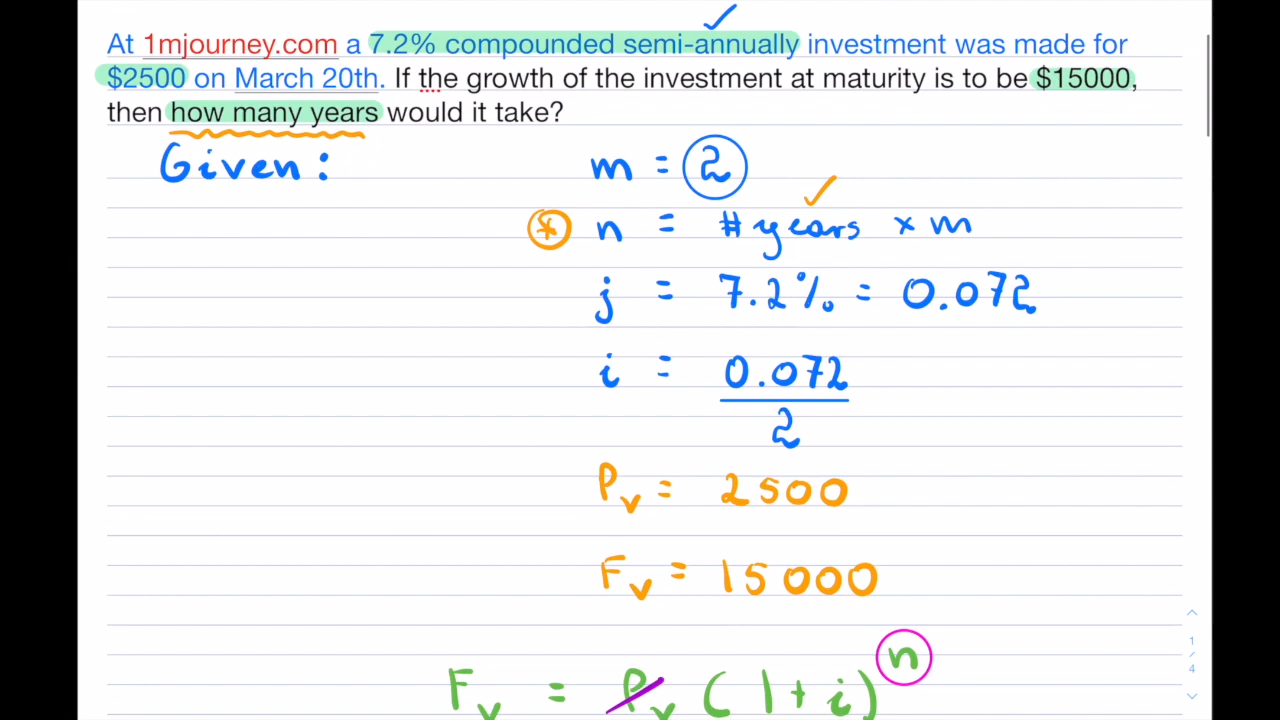 At 1mjourney.com a 7.2% compounded semi-annually investment was made for
$2500 on March 20th. If the growth of the investment at maturity is to be $15000,
then how many years would it take?
Given:
m = 2
* n = # years × m
j = 7.2% = 0.072
i = 0.072
2
Pv = 2500
Fv = 15000
Fv = Pv (1 + i)^n
1
/
4